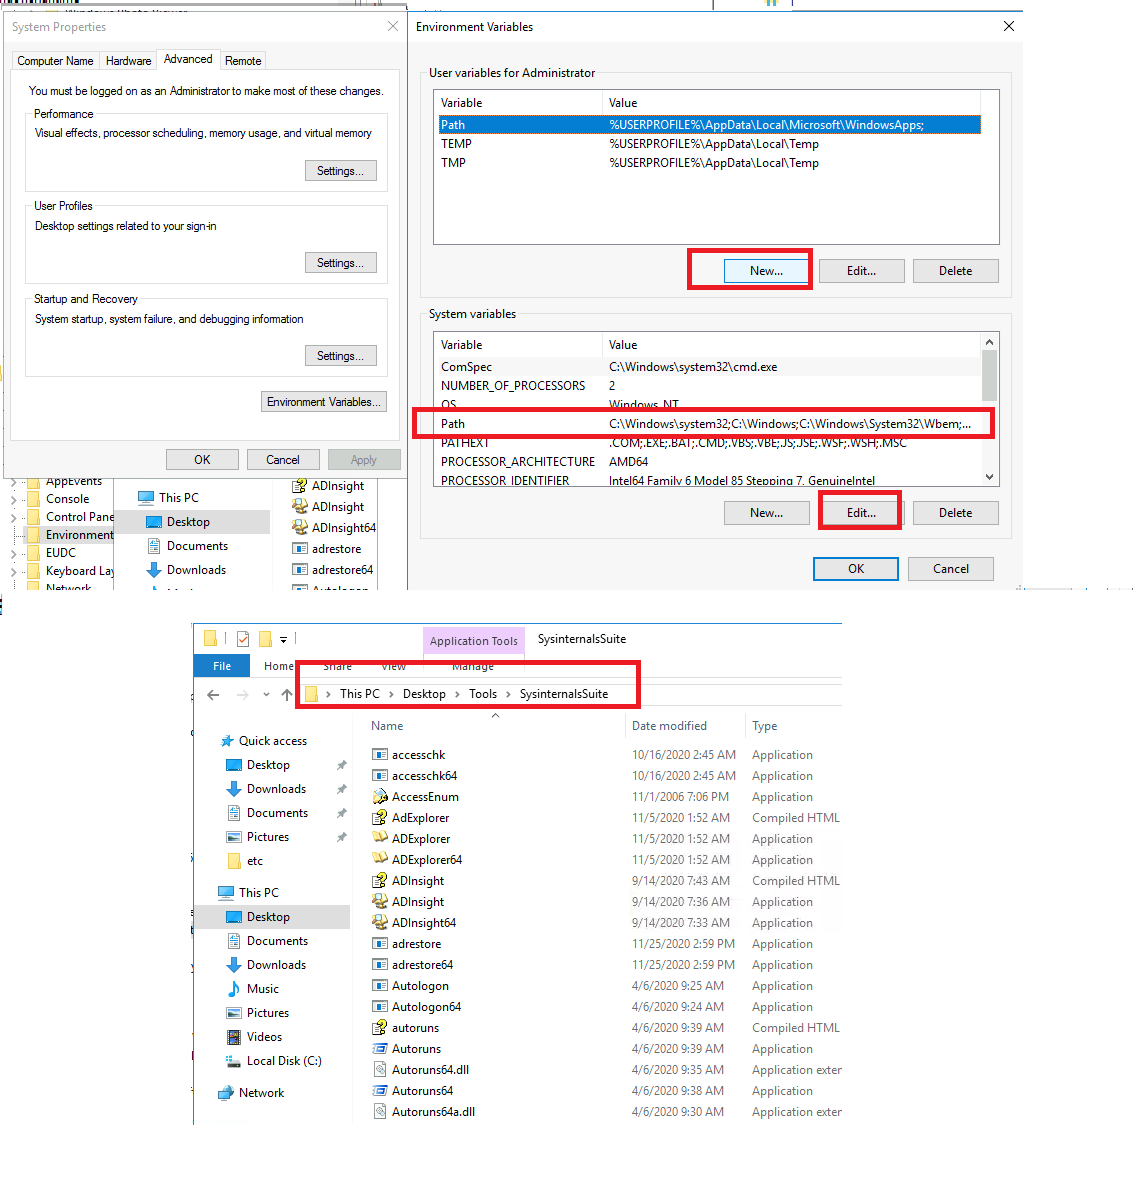 System Properties
Computer Name
Hardware
Advanced
Remote
You must be logged on as an Administrator to make most of these changes.
Performance
Visual effects, processor scheduling, memory usage, and virtual memory
Settings...
User Profiles
Desktop settings related to your sign-in
Settings...
Startup and Recovery
System startup, system failure, and debugging information
Settings...
Environment Variables...
OK
Cancel
Apply
AppEvents
Console
Control Pane
Environment
EUDC
Keyboard Lay
Network
This PC
Desktop
Documents
Downloads
ADInsight
ADInsight
ADInsight64
adrestore
adrestore64
Autologon
Environment Variables
User variables for Administrator
Variable Value
Path %USERPROFILE%\AppData\Local\Microsoft\WindowsApps;
TEMP %USERPROFILE%\AppData\Local\Temp
TMP %USERPROFILE%\AppData\Local\Temp
New...
Edit...
Delete
System variables
Variable Value
ComSpec C:\Windows\system32\cmd.exe
NUMBER_OF_PROCESSORS 2
OS Windows_NT
Path C:\Windows\system32;C:\Windows;C:\Windows\System32\Wbem;...
PATHEXT .COM;.EXE;.BAT;.CMD;.VBS;.VBE;.JS;.JSE;.WSF;.WSH;.MSC
PROCESSOR_ARCHITECTURE AMD64
PROCESSOR_IDENTIFIER Intel64 Family 6 Model 85 Stepping 7, GenuineIntel
New...
Edit...
Delete
OK
Cancel
Application Tools
SysinternalsSuite
File
Home
Share
View
Manage
This PC > Desktop > Tools > SysinternalsSuite
Quick access
Desktop
Downloads
Documents
Pictures
etc
This PC
Desktop
Documents
Downloads
Music
Pictures
Videos
Local Disk (C:)
Network
Name Date modified Type
accesschk 10/16/2020 2:45 AM Application
accesschk64 10/16/2020 2:45 AM Application
AccessEnum 11/1/2006 7:06 PM Application
AdExplorer 11/5/2020 1:52 AM Compiled HTML
ADExplorer 11/5/2020 1:52 AM Application
ADExplorer64 11/5/2020 1:52 AM Application
ADInsight 9/14/2020 7:43 AM Compiled HTML
ADInsight 9/14/2020 7:36 AM Application
ADInsight64 9/14/2020 7:33 AM Application
adrestore 11/25/2020 2:59 PM Application
adrestore64 11/25/2020 2:59 PM Application
Autologon 4/6/2020 9:25 AM Application
Autologon64 4/6/2020 9:24 AM Application
autoruns 4/6/2020 9:39 AM Compiled HTML
Autoruns 4/6/2020 9:39 AM Application
Autoruns64.dll 4/6/2020 9:35 AM Application exter
Autoruns64 4/6/2020 9:38 AM Application
Autoruns64a.dll 4/6/2020 9:30 AM Application exter